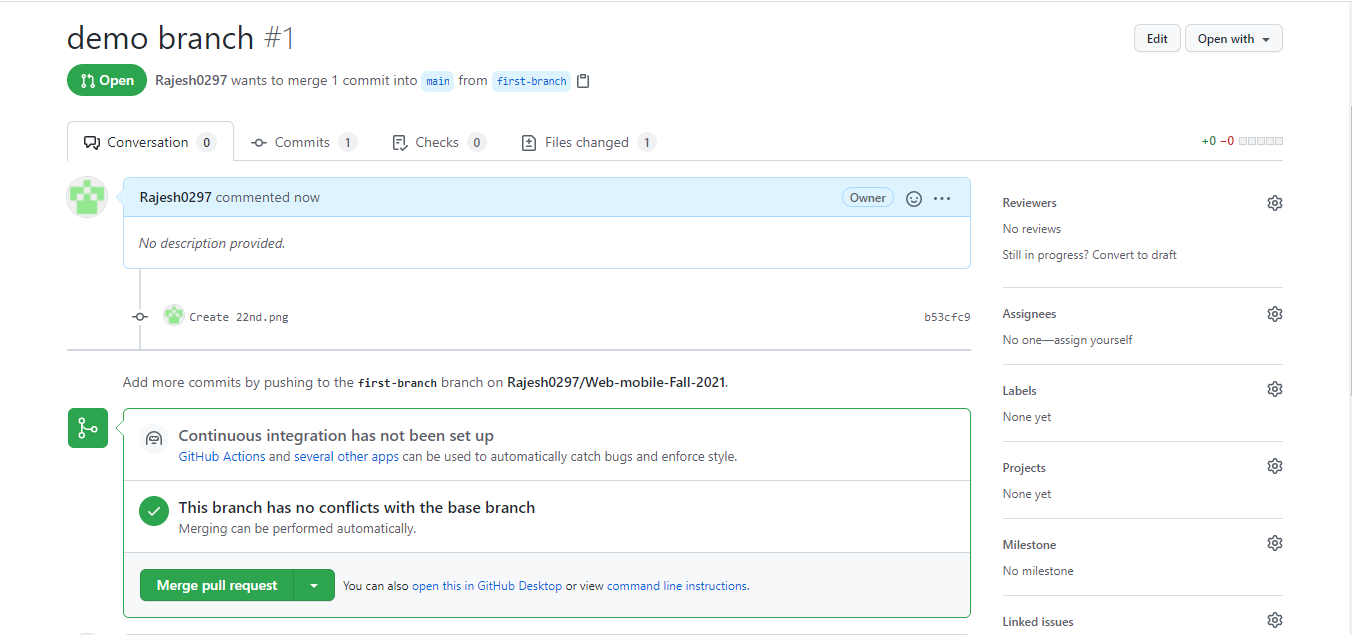 demo branch #1
Edit
Open with
Open
Rajesh0297 wants to merge 1 commit into main from first-branch
Conversation 0
Commits 1
Checks 0
Files changed 1
+0 −0
Rajesh0297 commented now
Owner
No description provided.
Create 22nd.png
b53cfc9
Add more commits by pushing to the first-branch branch on Rajesh0297/Web-mobile-Fall-2021.
Continuous integration has not been set up
GitHub Actions and several other apps can be used to automatically catch bugs and enforce style.
This branch has no conflicts with the base branch
Merging can be performed automatically.
Merge pull request
You can also open this in GitHub Desktop or view command line instructions.
Reviewers
No reviews
Still in progress? Convert to draft
Assignees
No one—assign yourself
Labels
None yet
Projects
None yet
Milestone
No milestone
Linked issues